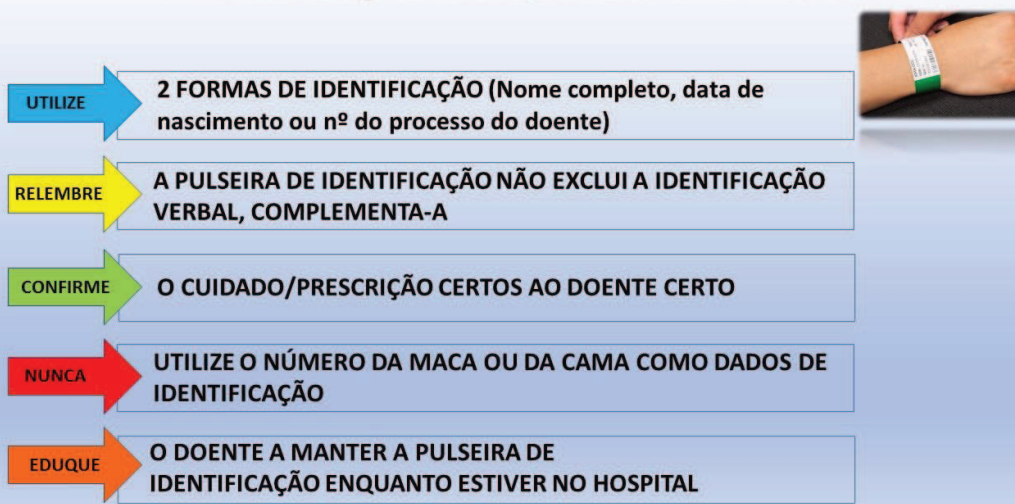 UTILIZE
2 FORMAS DE IDENTIFICAÇÃO (Nome completo, data de
nascimento ou nº do processo do doente)
RELEMBRE
A PULSEIRA DE IDENTIFICAÇÃO NÃO EXCLUI A IDENTIFICAÇÃO
VERBAL, COMPLEMENTA-A
CONFIRME
O CUIDADO/PRESCRIÇÃO CERTOS AO DOENTE CERTO
NUNCA
UTILIZE O NÚMERO DA MACA OU DA CAMA COMO DADOS DE
IDENTIFICAÇÃO
EDUQUE
O DOENTE A MANTER A PULSEIRA DE
IDENTIFICAÇÃO ENQUANTO ESTIVER NO HOSPITAL